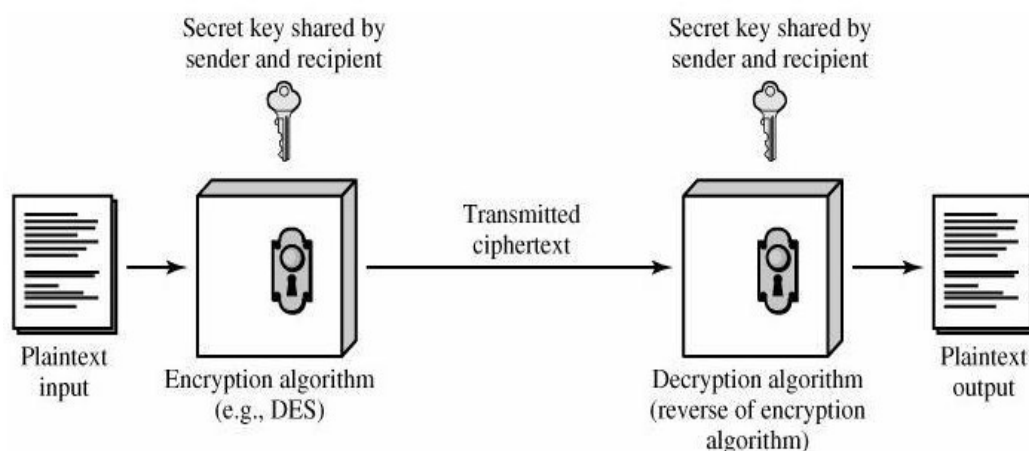 Secret key shared by
sender and recipient
Secret key shared by
sender and recipient
Transmitted
ciphertext
Plaintext
input
Encryption algorithm
(e.g., DES)
Decryption algorithm
(reverse of encryption
algorithm)
Plaintext
output